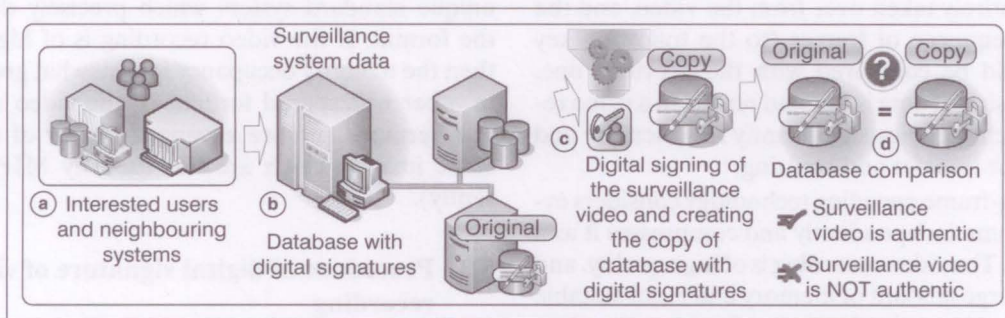 a Interested users
and neighbouring
systems
Surveillance
system data
b
Database with
digital signatures
Original
c
Copy
Digital signing of
the surveillance
video and creating
the copy of
database with
digital signatures
Original ? Copy
=
d
Database comparison
Surveillance
video is authentic
Surveillance video
is NOT authentic